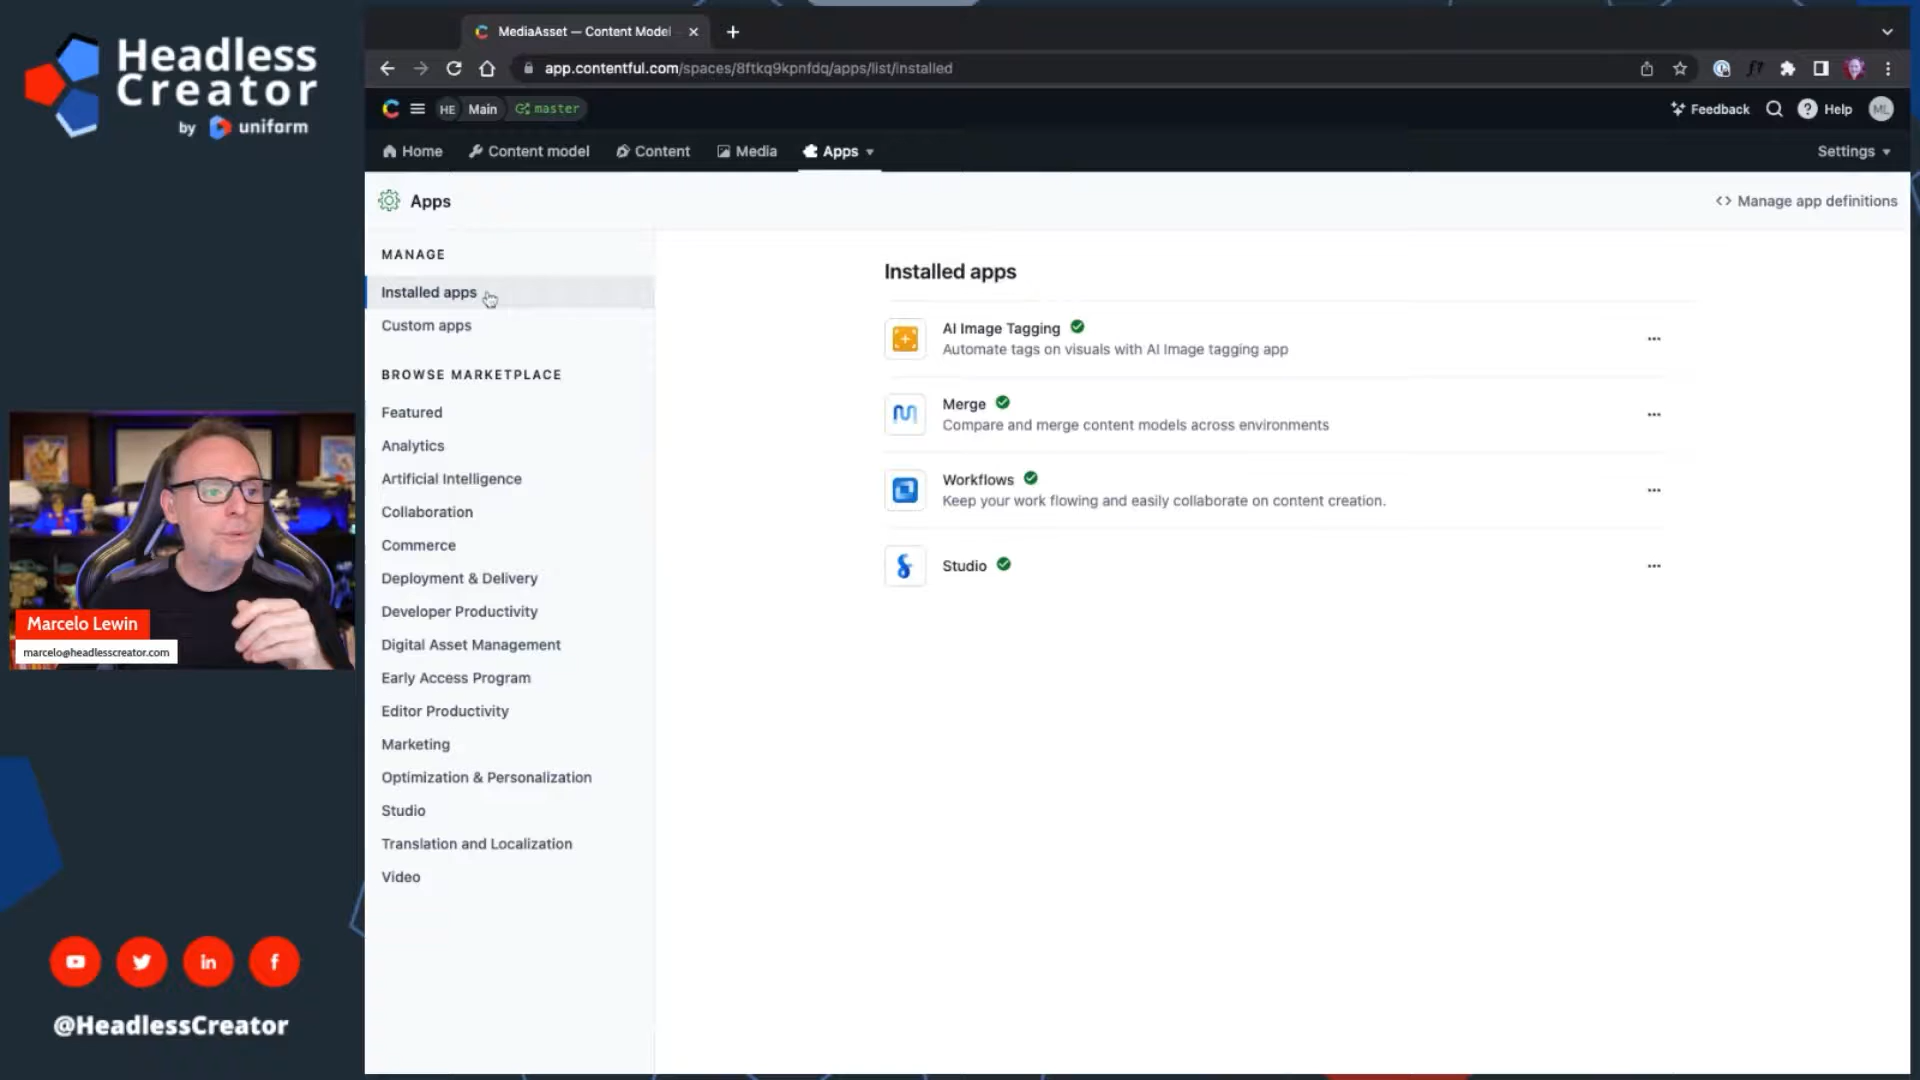 Headless
Creator
by uniform
MediaAsset — Content Model
app.contentful.com/spaces/8ftkq9kpnfdq/apps/list/installed
HE Main master
Feedback
Help
ML
Home
Content model
Content
Media
Apps
Settings
Apps
Manage app definitions
MANAGE
Installed apps
Custom apps
BROWSE MARKETPLACE
Featured
Analytics
Artificial Intelligence
Collaboration
Commerce
Deployment & Delivery
Developer Productivity
Digital Asset Management
Early Access Program
Editor Productivity
Marketing
Optimization & Personalization
Studio
Translation and Localization
Video
Installed apps
AI Image Tagging
Automate tags on visuals with AI Image tagging app
Merge
Compare and merge content models across environments
Workflows
Keep your work flowing and easily collaborate on content creation.
Studio
Marcelo Lewin
marcelo@headlesscreator.com
@HeadlessCreator